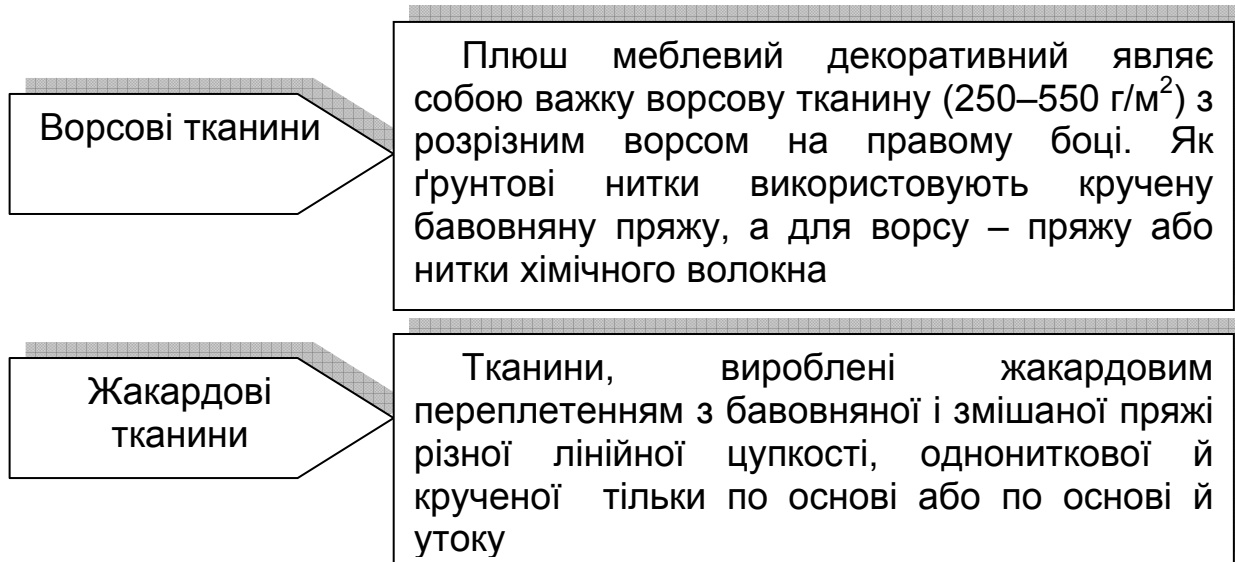 Ворсові тканини
Плюш меблевий декоративний являє
собою важку ворсову тканину (250–550 г/м²) з
розрізним ворсом на правому боці. Як
ґрунтові нитки використовують кручену
бавовняну пряжу, а для ворсу – пряжу або
нитки хімічного волокна
Жакардові
тканини
Тканини, вироблені жакардовим
переплетенням з бавовняної і змішаної пряжі
різної лінійної цупкості, однониткової й
крученої тільки по основі або по основі й
утоку